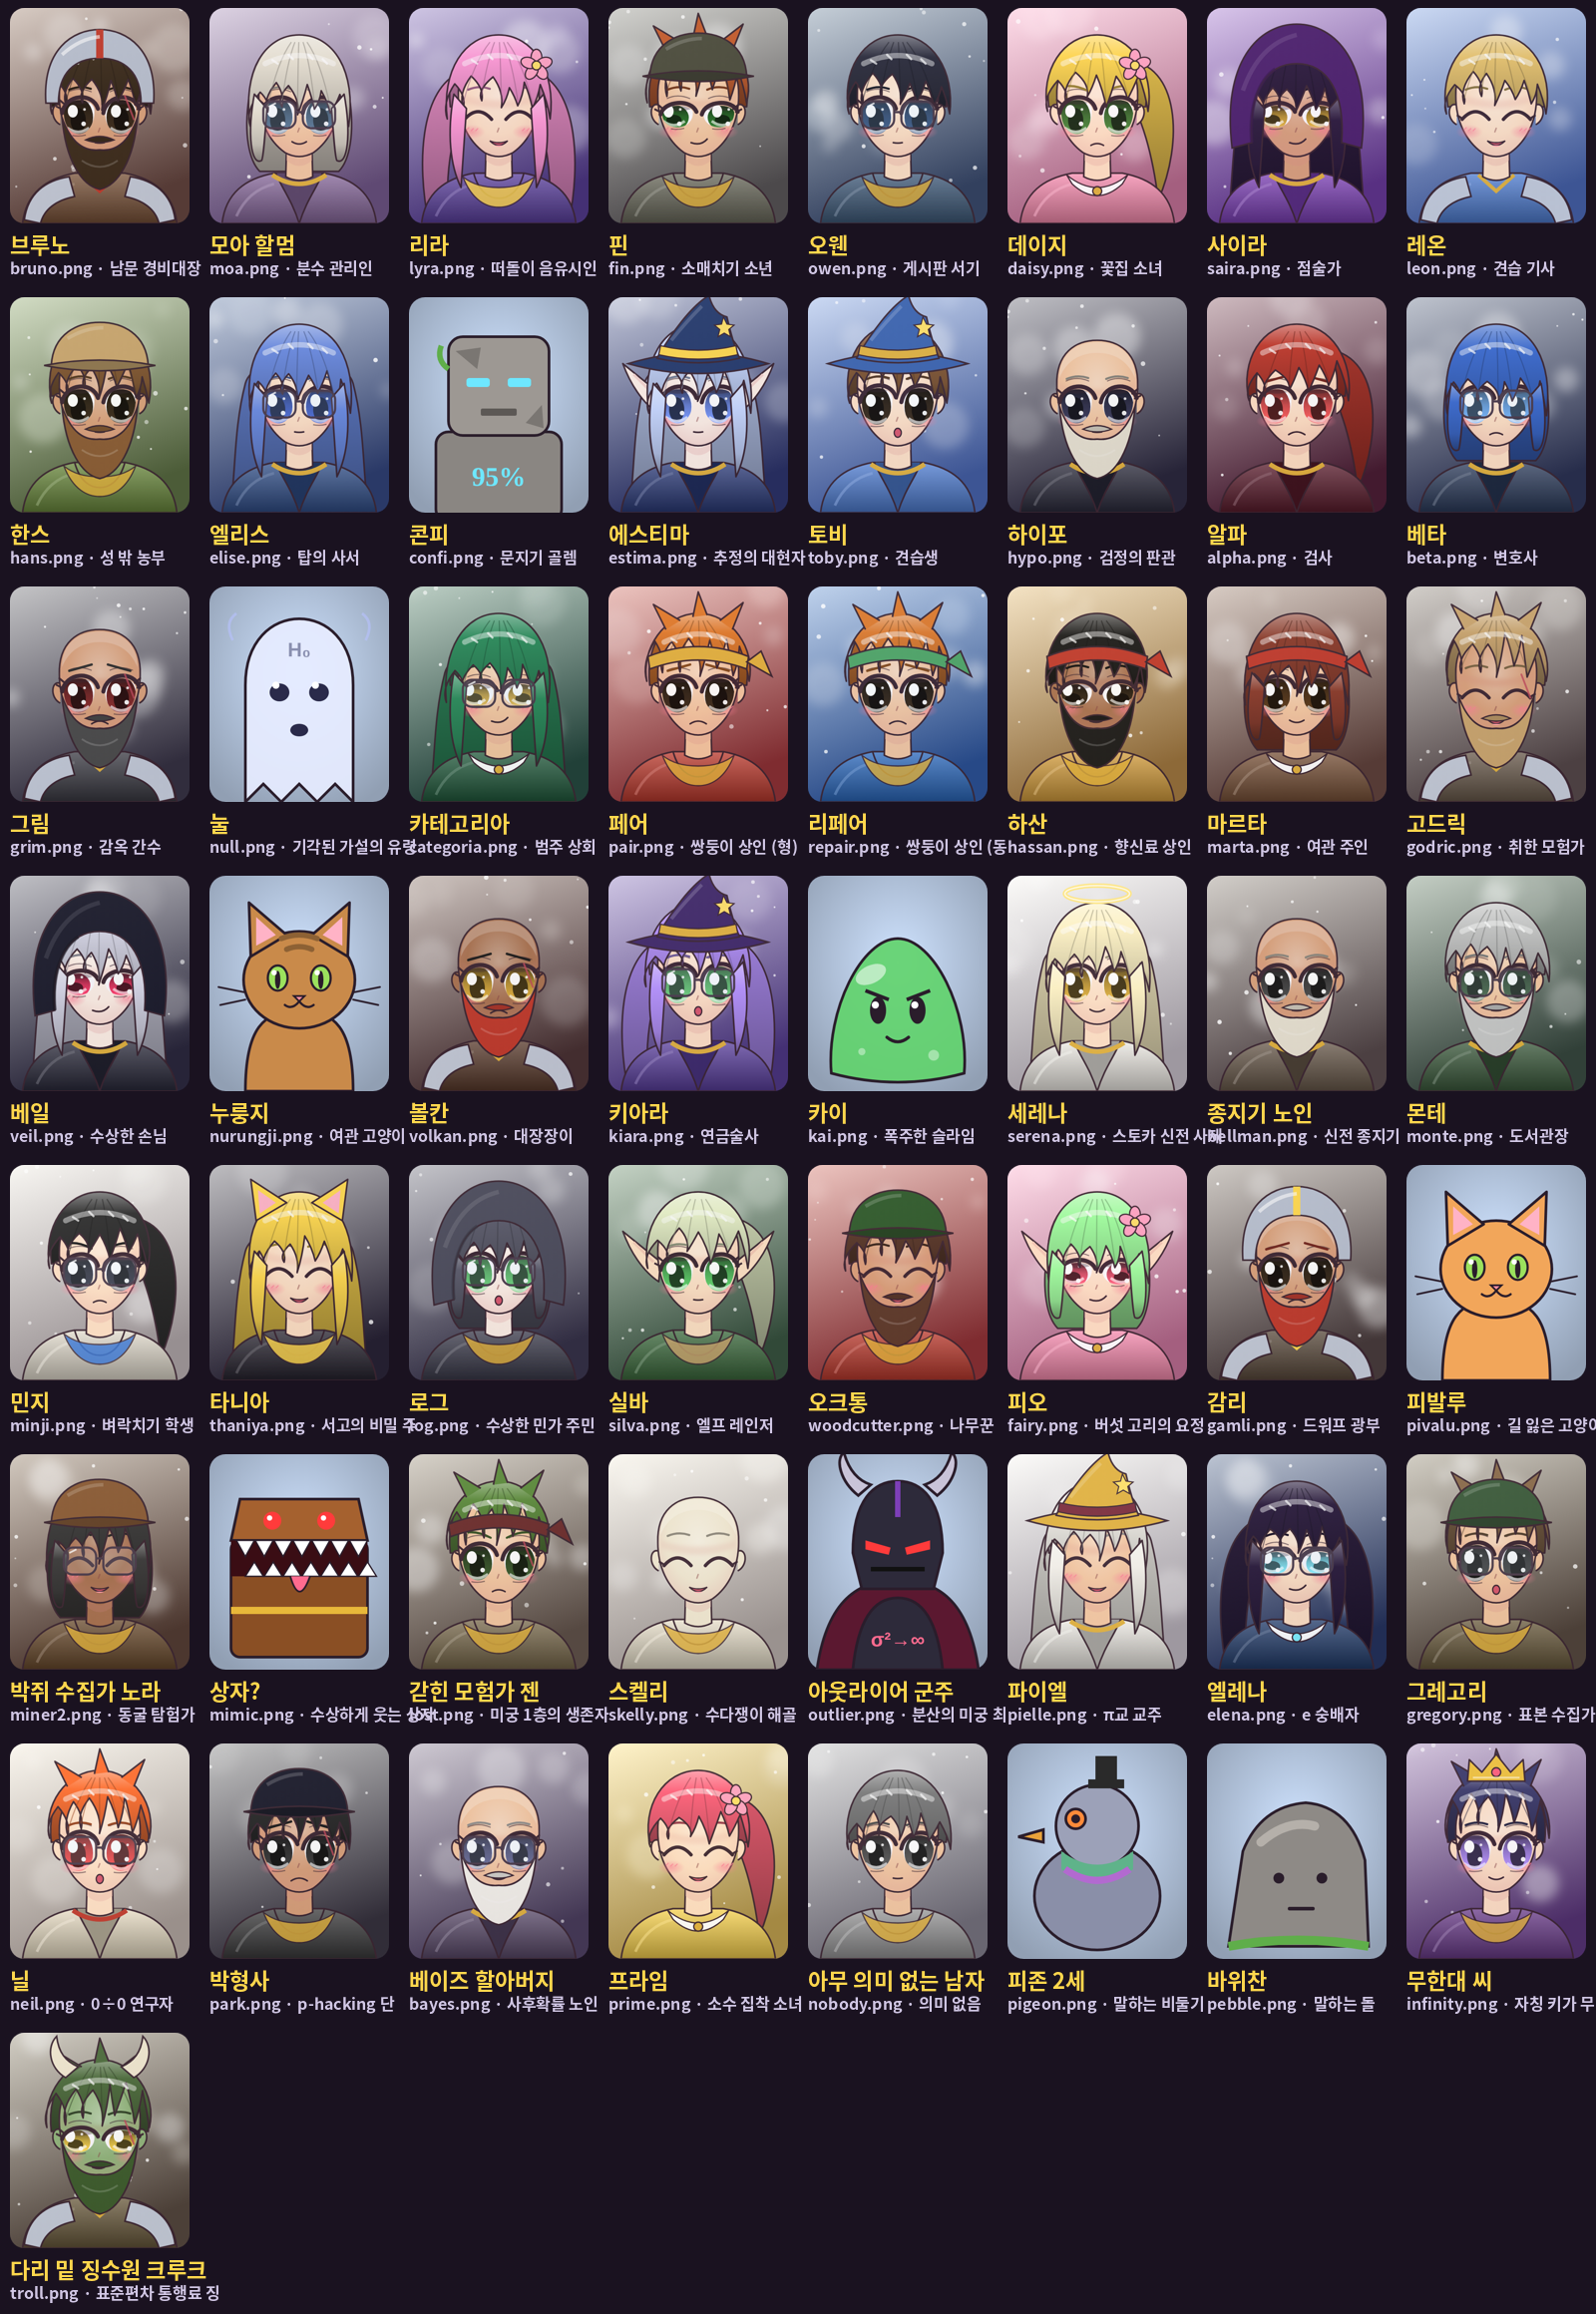 브루노
bruno.png · 남문 경비대장
모아 할멈
moa.png · 분수 관리인
리라
lyra.png · 떠돌이 음유시인
핀
fin.png · 소매치기 소년
오웬
owen.png · 게시판 서기
데이지
daisy.png · 꽃집 소녀
사이라
saira.png · 점술가
레온
leon.png · 견습 기사
95%
한스
hans.png · 성 밖 농부
엘리스
elise.png · 탑의 사서
콘피
confi.png · 문지기 골렘
에스티마
estima.png · 추정의 대현자
토비
toby.png · 견습생
하이포
hypo.png · 검정의 판관
알파
alpha.png · 검사
베타
beta.png · 변호사
H₀
그림
grim.png · 감옥 간수
눌
null.png · 기각된 가설의 유령
카테고리아
categoria.png · 범주 상회
페어
pair.png · 쌍둥이 상인 (형)
리페어
repair.png · 쌍둥이 상인 (동
하산
hassan.png · 향신료 상인
마르타
marta.png · 여관 주인
고드릭
godric.png · 취한 모험가
베일
veil.png · 수상한 손님
누룽지
nurungji.png · 여관 고양이
볼칸
volkan.png · 대장장이
키아라
kiara.png · 연금술사
카이
kai.png · 폭주한 슬라임
세레나
serena.png · 스토카 신전 사제
종지기 노인
bellman.png · 신전 종지기
몬테
monte.png · 도서관장
민지
minji.png · 벼락치기 학생
타니아
thaniya.png · 서고의 비밀 주
로그
log.png · 수상한 민가 주민
실바
silva.png · 엘프 레인저
오크통
woodcutter.png · 나무꾼
피오
fairy.png · 버섯 고리의 요정
감리
gamli.png · 드워프 광부
피발루
pivalu.png · 길 잃은 고양이
σ²→∞
박쥐 수집가 노라
miner2.png · 동굴 탐험가
상자?
mimic.png · 수상하게 웃는 상자
갇힌 모험가 젠
lost.png · 미궁 1층의 생존자
스켈리
skelly.png · 수다쟁이 해골
아웃라이어 군주
outlier.png · 분산의 미궁 최
파이엘
pielle.png · π교 교주
엘레나
elena.png · e 숭배자
그레고리
gregory.png · 표본 수집가
닐
neil.png · 0÷0 연구자
박형사
park.png · p-hacking 단
베이즈 할아버지
bayes.png · 사후확률 노인
프라임
prime.png · 소수 집착 소녀
아무 의미 없는 남자
nobody.png · 의미 없음
피존 2세
pigeon.png · 말하는 비둘기
바위찬
pebble.png · 말하는 돌
무한대 씨
infinity.png · 자칭 키가 무
다리 밑 징수원 크루크
troll.png · 표준편차 통행료 징